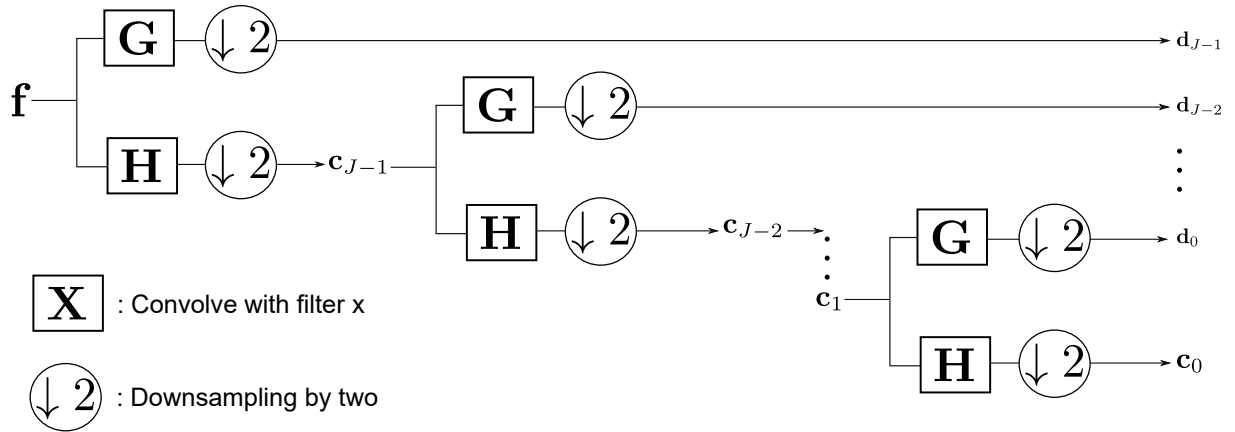 G ↓ 2 d_{J−1}
f
H ↓ 2 c_{J−1}
G ↓ 2 d_{J−2}
H ↓ 2 c_{J−2}
c_1
G ↓ 2 d_0
H ↓ 2 c_0
X : Convolve with filter x
↓ 2 : Downsampling by two